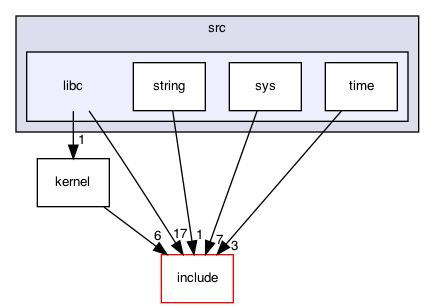 src
libc
string
sys
time
1
kernel
6
17
1
7
3
include